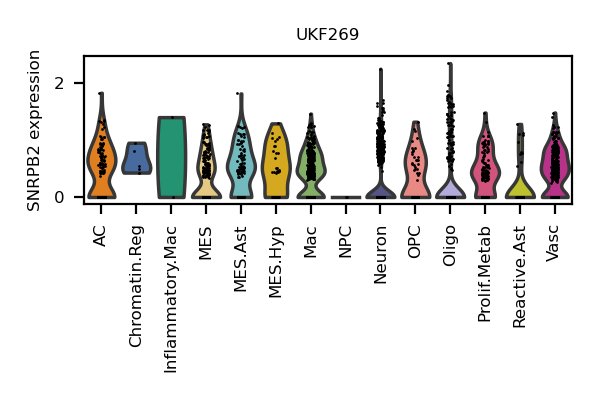 UKF269
SNRPB2 expression
2
0
AC
Chromatin.Reg
Inflammatory.Mac
MES
MES.Ast
MES.Hyp
Mac
NPC
Neuron
OPC
Oligo
Prolif.Metab
Reactive.Ast
Vasc